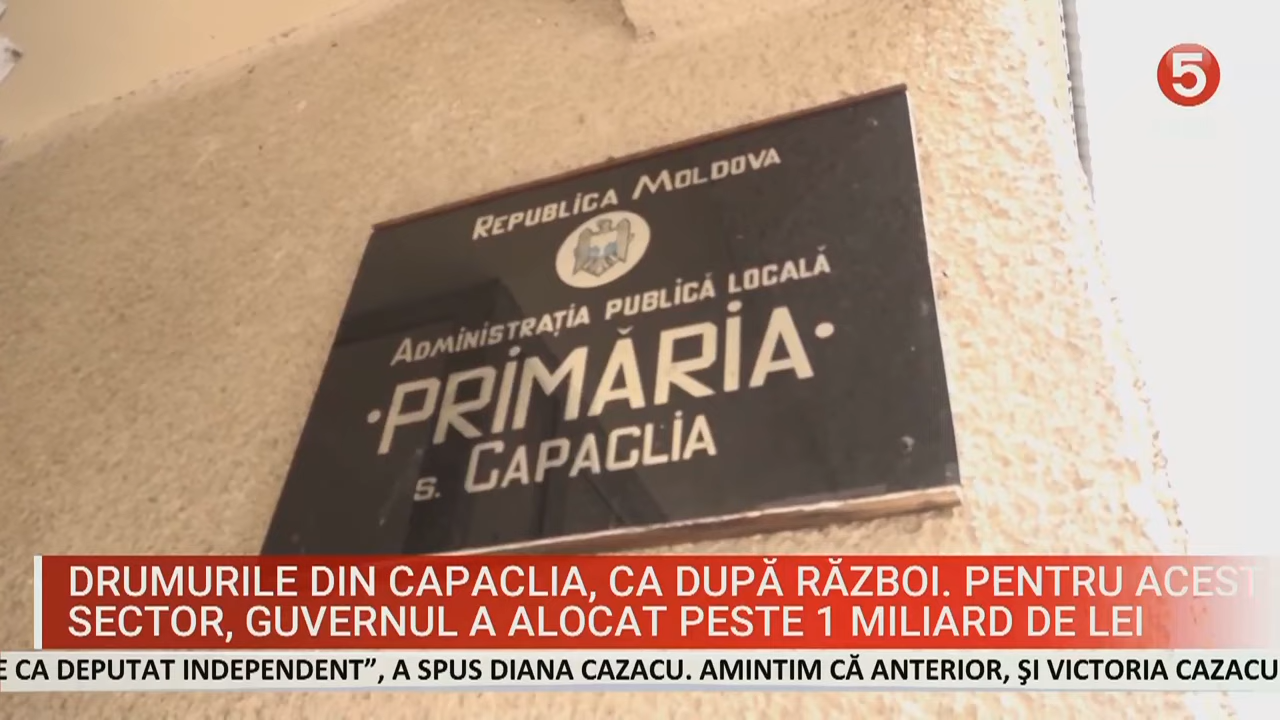 5
REPUBLICA MOLDOVA
ADMINISTRAȚIA PUBLICĂ LOCALĂ
•PRIMĂRIA•
S. CAPACLIA
DRUMURILE DIN CAPACLIA, CA DUPĂ RĂZBOI. PENTRU ACEST
SECTOR, GUVERNUL A ALOCAT PESTE 1 MILIARD DE LEI
E CA DEPUTAT INDEPENDENT”, A SPUS DIANA CAZACU. AMINTIM CĂ ANTERIOR, ŞI VICTORIA CAZACU